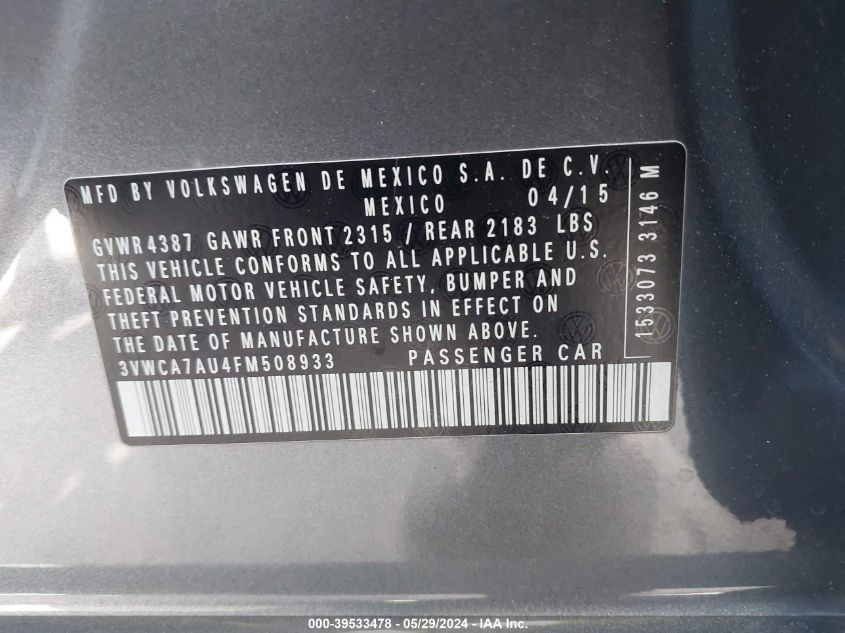 MFD BY VOLKSWAGEN DE MEXICO S.A. DE C.V.
MEXICO 04/15
GVWR 4387 GAWR FRONT 2315 / REAR 2183 LBS
THIS VEHICLE CONFORMS TO ALL APPLICABLE U.S.
FEDERAL MOTOR VEHICLE SAFETY, BUMPER AND
THEFT PREVENTION STANDARDS IN EFFECT ON
THE DATE OF MANUFACTURE SHOWN ABOVE.
3VWCA7AU4FM508933 PASSENGER CAR
1533073 3146 M
000-39533478 - 05/29/2024 - IAA Inc.